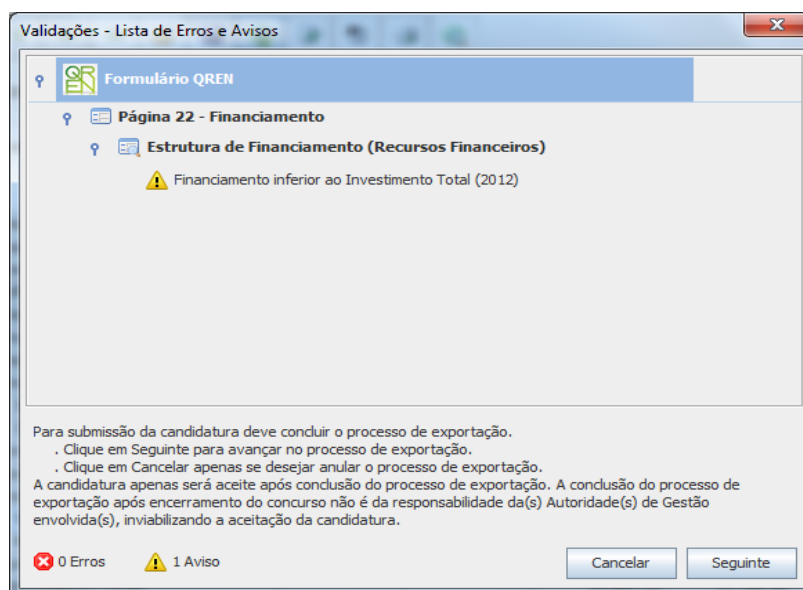 Validações - Lista de Erros e Avisos
QREN Formulário QREN
Página 22 - Financiamento
Estrutura de Financiamento (Recursos Financeiros)
Financiamento inferior ao Investimento Total (2012)
Para submissão da candidatura deve concluir o processo de exportação.
. Clique em Seguinte para avançar no processo de exportação.
. Clique em Cancelar apenas se desejar anular o processo de exportação.
A candidatura apenas será aceite após conclusão do processo de exportação. A conclusão do processo de
exportação após encerramento do concurso não é da responsabilidade da(s) Autoridade(s) de Gestão
envolvida(s), inviabilizando a aceitação da candidatura.
0 Erros 1 Aviso Cancelar Seguinte